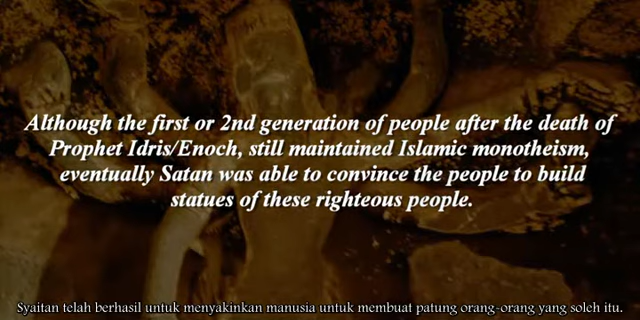 Although the first or 2nd generation of people after the death of
Prophet Idris/Enoch, still maintained Islamic monotheism,
eventually Satan was able to convince the people to build
statues of these righteous people.
Syaitan telah berhasil untuk menyakinkan manusia untuk membuat patung orang-orang yang soleh itu.